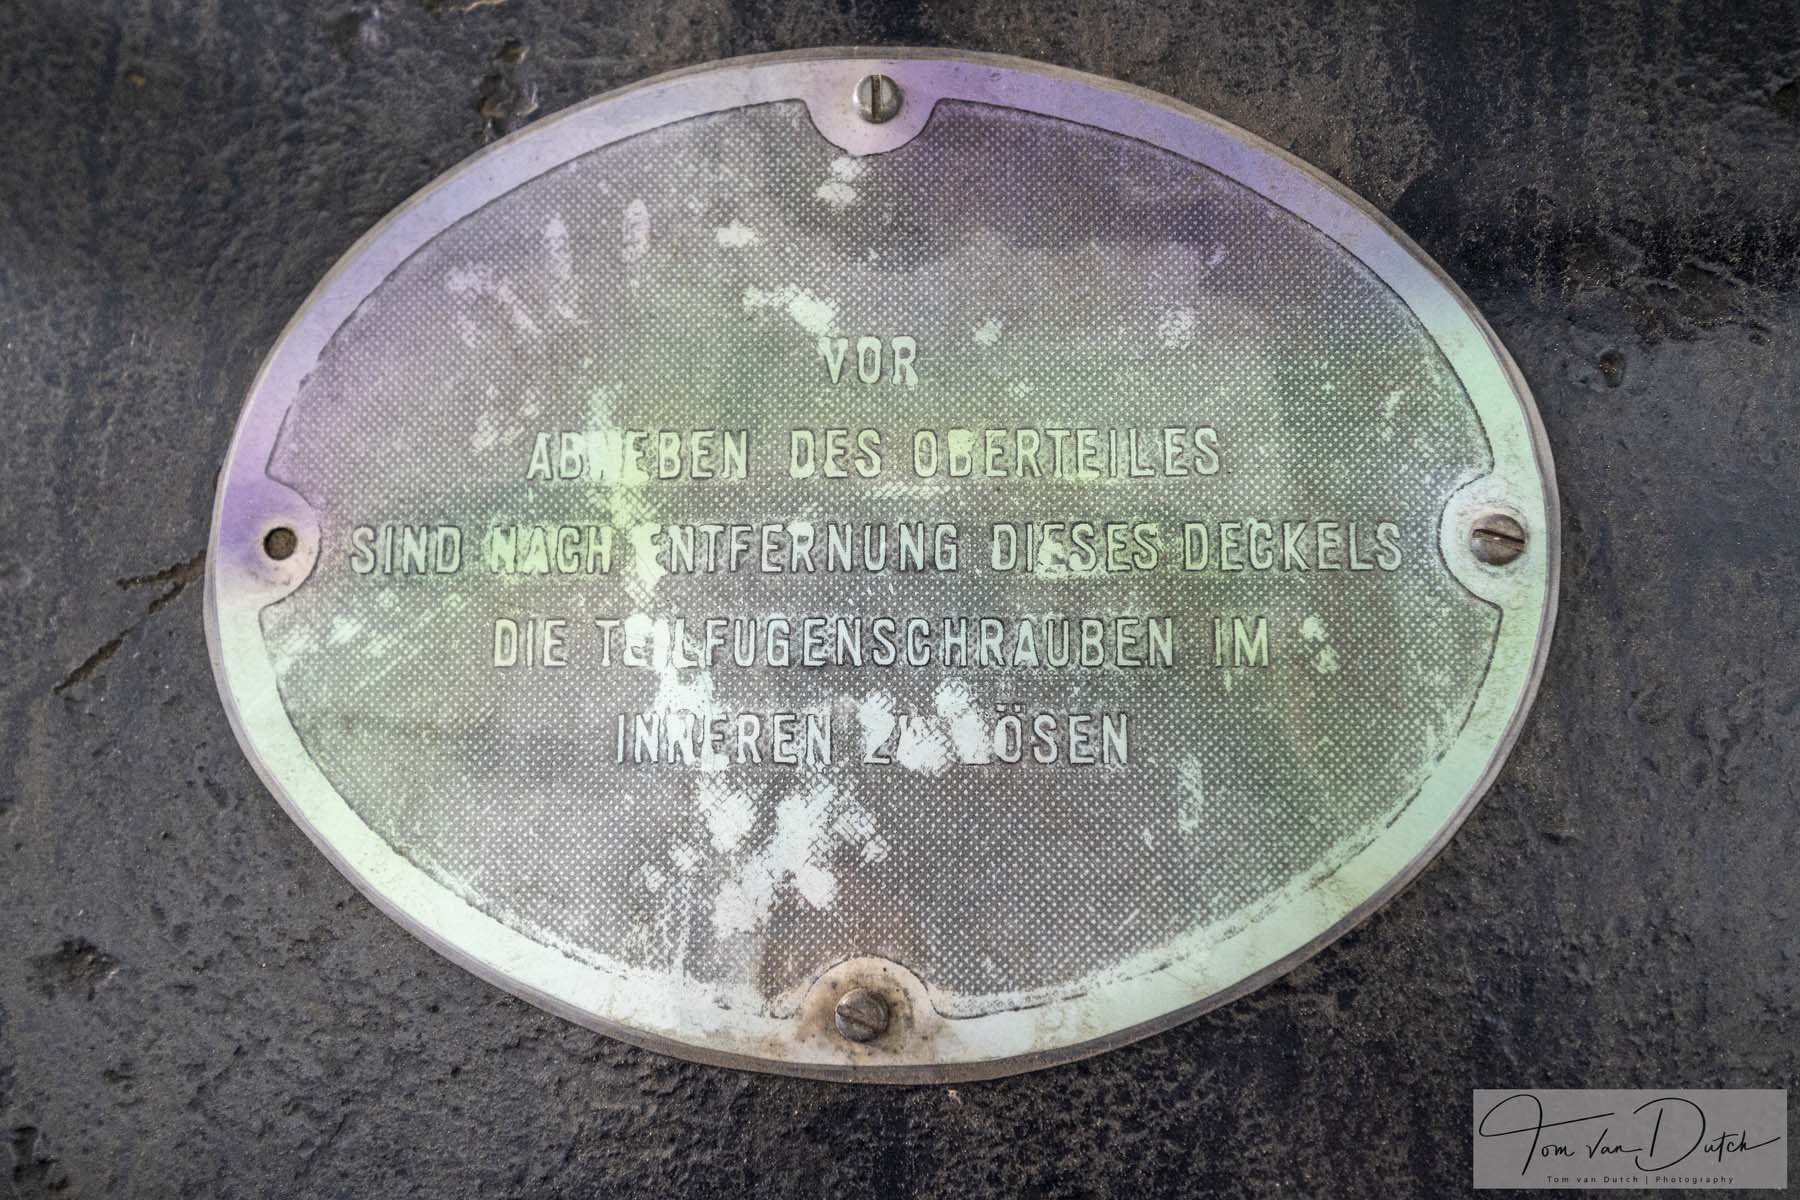 VOR
ABHEBEN DES OBERTEILES
SIND NACH ENTFERNUNG DIESES DECKELS
DIE TEILFUGENSCHRAUBEN IM
INNEREN ZU LÖSEN
Tom van Dutch
Tom van Dutch | Photography